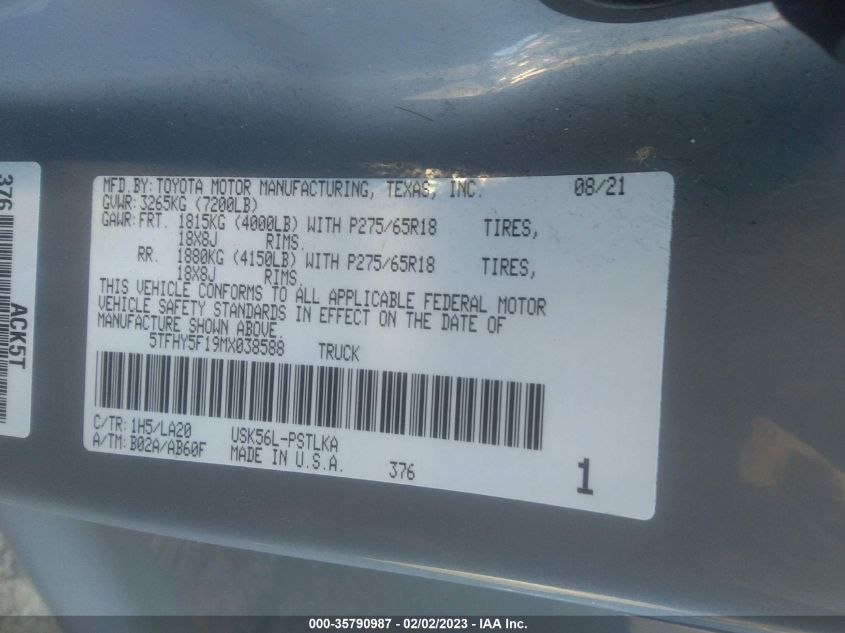 376
ACK5T
MFD.BY: TOYOTA MOTOR MANUFACTURING, TEXAS, INC. 08/21
GVWR: 3265KG (7200LB)
GAWR: FRT. 1815KG (4000LB) WITH P275/65R18 TIRES,
18X8J RIMS.
RR. 1880KG (4150LB) WITH P275/65R18 TIRES,
18X8J RIMS.
THIS VEHICLE CONFORMS TO ALL APPLICABLE FEDERAL MOTOR
VEHICLE SAFETY STANDARDS IN EFFECT ON THE DATE OF
MANUFACTURE SHOWN ABOVE.
5TFHY5F19MX038588 TRUCK
C/TR: 1H5/LA20 USK56L-PSTLKA
A/TM: B02A/AB60F MADE IN U.S.A. 376 1
000-35790987 - 02/02/2023 - IAA Inc.